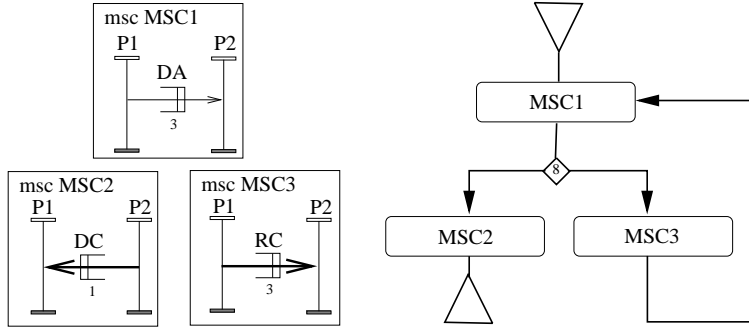 msc MSC1
P1 P2
DA
3
msc MSC2
P1 P2
DC
1
msc MSC3
P1 P2
RC
3
MSC1
8
MSC2 MSC3